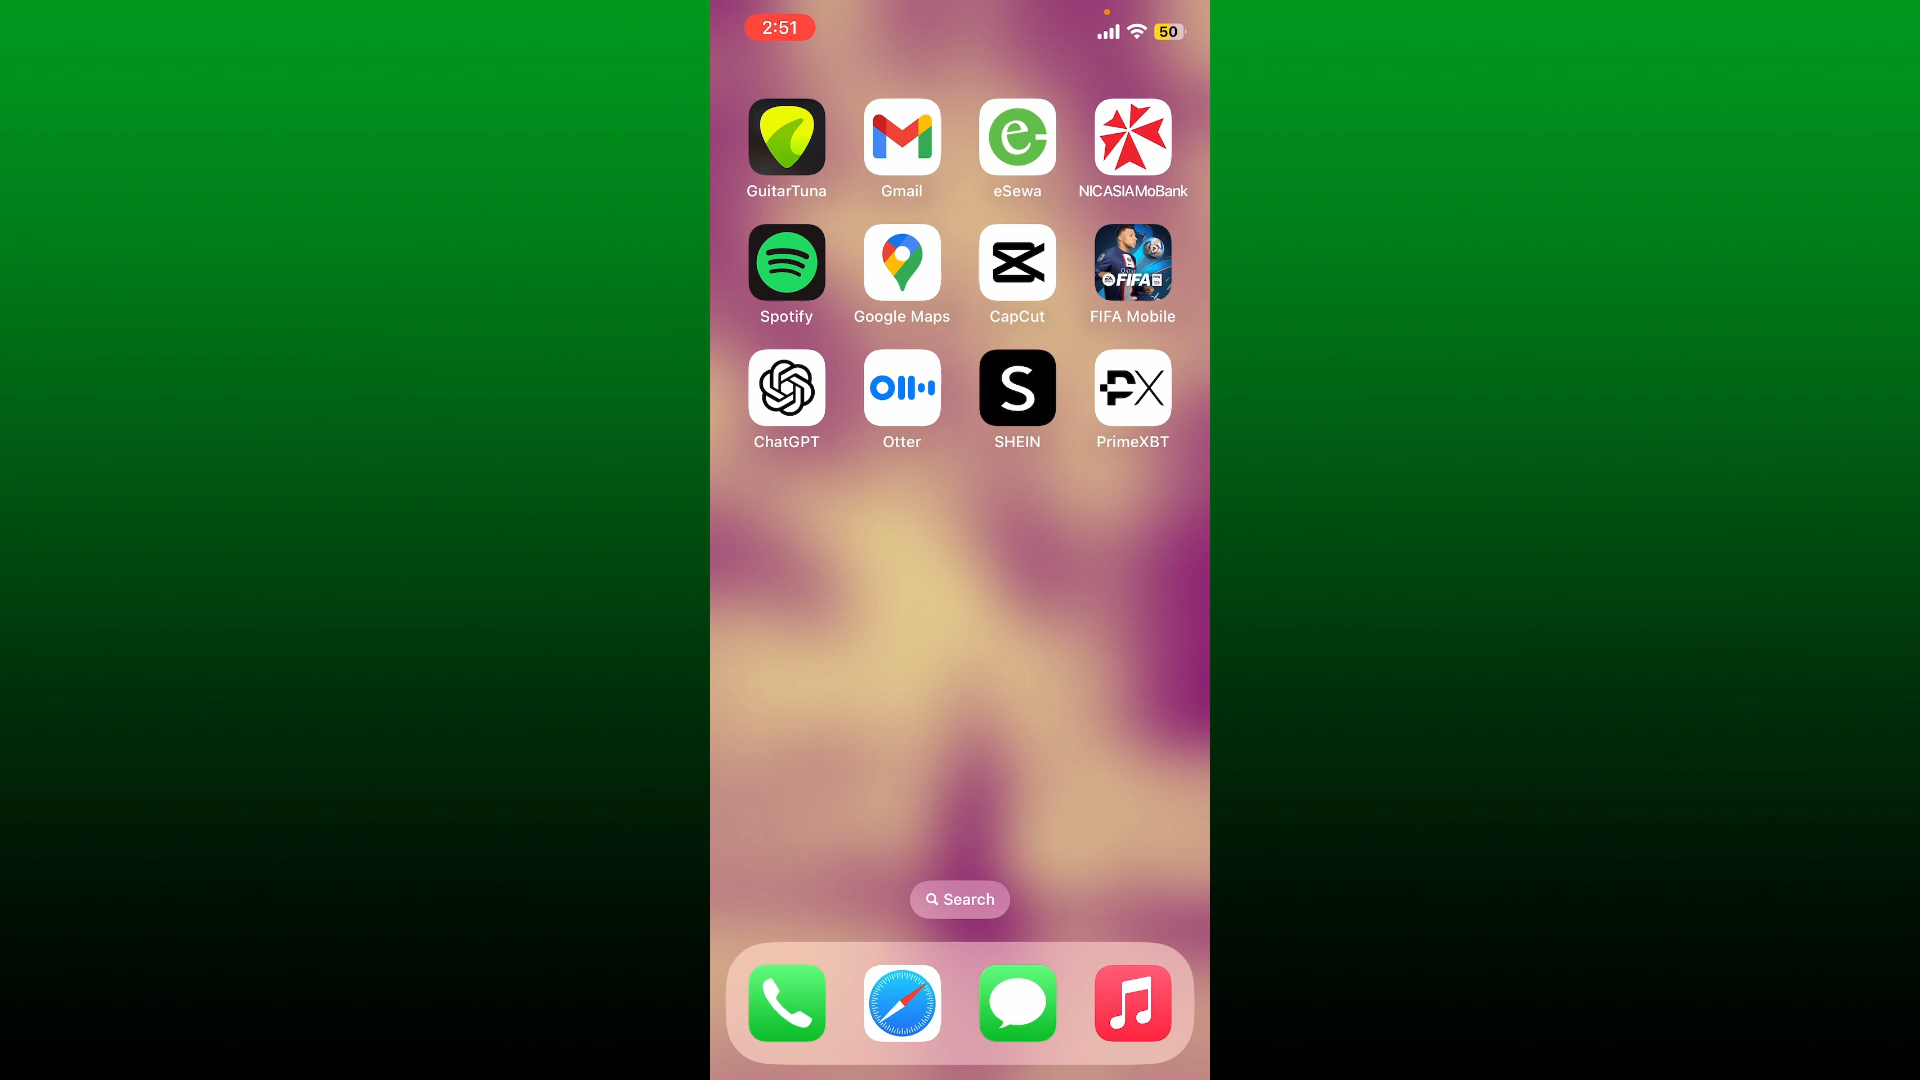 2:51
50
GuitarTuna
Gmail
eSewa
NICASIAMoBank
FIFA
Spotify
Google Maps
CapCut
FIFA Mobile
S
PX
ChatGPT
Otter
SHEIN
PrimeXBT
Search